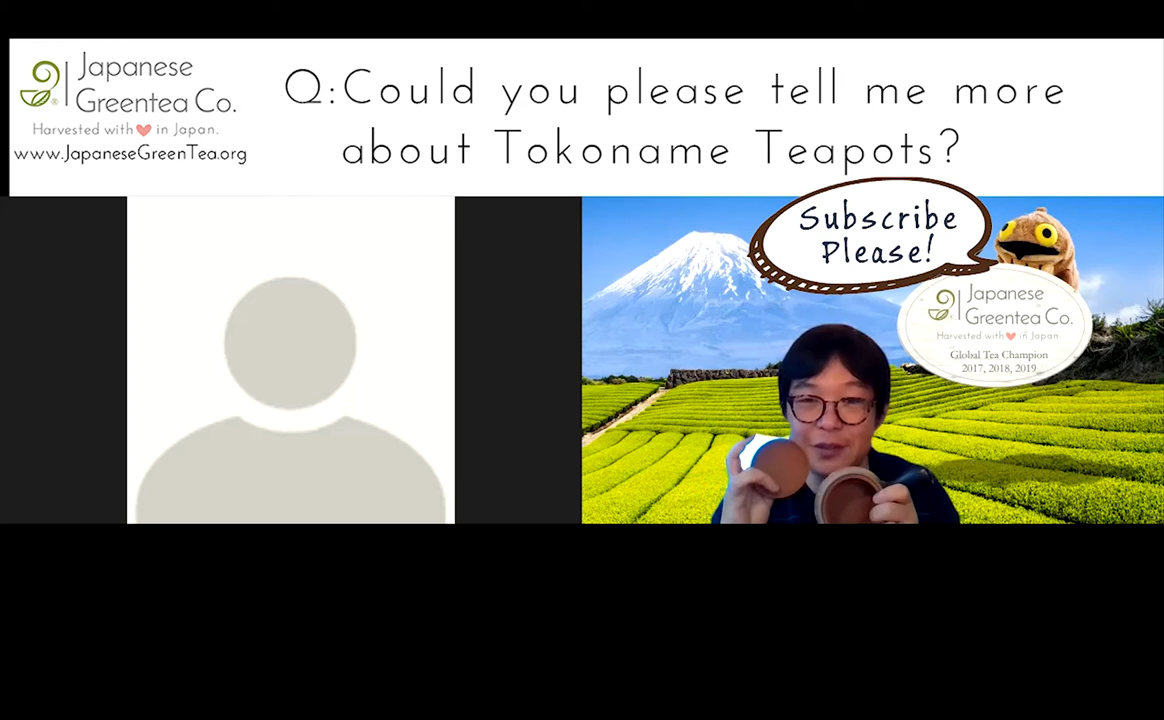 Japanese
Greentea Co.
Harvested with ❤ in Japan.
www.JapaneseGreenTea.org
Q:Could you please tell me more
about Tokoname Teapots?
Subscribe
Please!
Japanese
Greentea Co.
Harvested with ❤ in Japan.
Global Tea Champion
2017, 2018, 2019